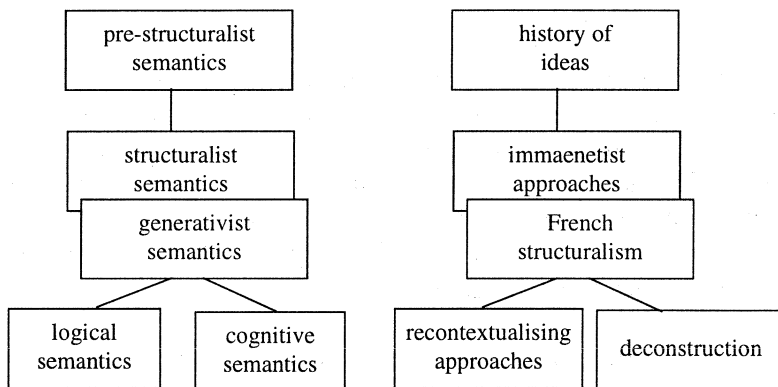 pre-structuralist
semantics
history of
ideas
structuralist
semantics
immaenetist
approaches
generativist
semantics
French
structuralism
logical
semantics
cognitive
semantics
recontextualising
approaches
deconstruction